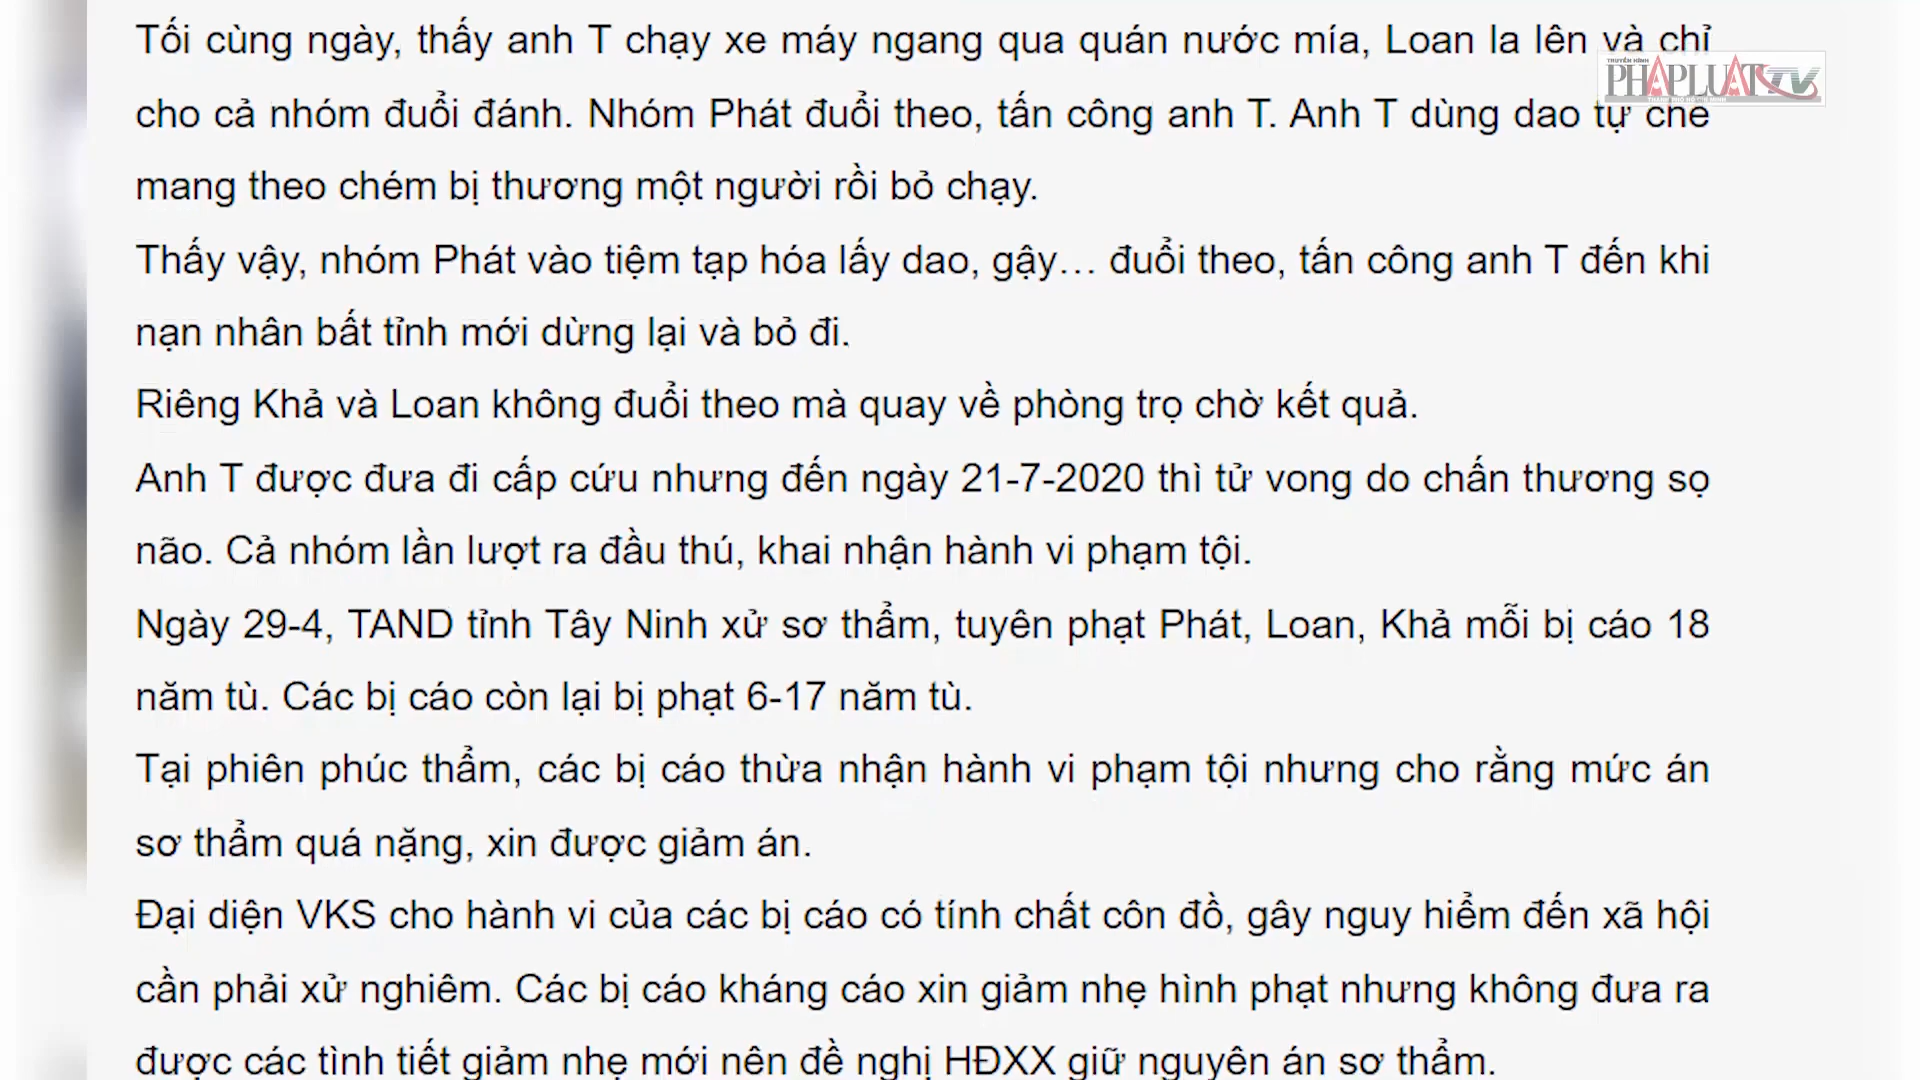 Tối cùng ngày, thấy anh T chạy xe máy ngang qua quán nước mía, Loan la lên và chỉ
TRUYỀN HÌNH
PHAPLUAT TV
THÀNH PHỐ HỒ CHÍ MINH
cho cả nhóm đuổi đánh. Nhóm Phát đuổi theo, tấn công anh T. Anh T dùng dao tự chế
mang theo chém bị thương một người rồi bỏ chạy.
Thấy vậy, nhóm Phát vào tiệm tạp hóa lấy dao, gậy… đuổi theo, tấn công anh T đến khi
nạn nhân bất tỉnh mới dừng lại và bỏ đi.
Riêng Khả và Loan không đuổi theo mà quay về phòng trọ chờ kết quả.
Anh T được đưa đi cấp cứu nhưng đến ngày 21-7-2020 thì tử vong do chấn thương sọ
não. Cả nhóm lần lượt ra đầu thú, khai nhận hành vi phạm tội.
Ngày 29-4, TAND tỉnh Tây Ninh xử sơ thẩm, tuyên phạt Phát, Loan, Khả mỗi bị cáo 18
năm tù. Các bị cáo còn lại bị phạt 6-17 năm tù.
Tại phiên phúc thẩm, các bị cáo thừa nhận hành vi phạm tội nhưng cho rằng mức án
sơ thẩm quá nặng, xin được giảm án.
Đại diện VKS cho hành vi của các bị cáo có tính chất côn đồ, gây nguy hiểm đến xã hội
cần phải xử nghiêm. Các bị cáo kháng cáo xin giảm nhẹ hình phạt nhưng không đưa ra
được các tình tiết giảm nhẹ mới nên đề nghị HĐXX giữ nguyên án sơ thẩm.